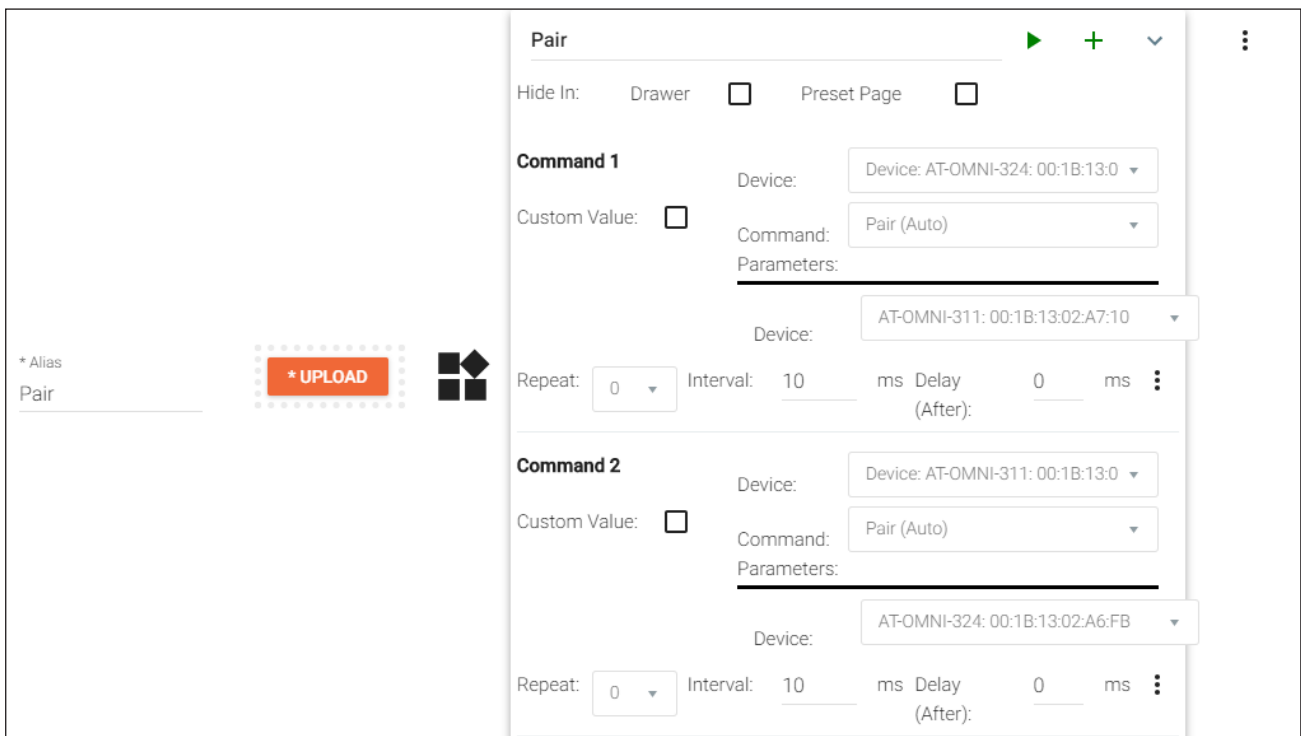 Pair
Hide In: Drawer Preset Page
Command 1
Device: Device: AT-OMNI-324: 00:1B:13:0
Custom Value:
Command: Pair (Auto)
Parameters:
Device: AT-OMNI-311: 00:1B:13:02:A7:10
* Alias
Pair
* UPLOAD
Repeat: 0 Interval: 10 ms Delay (After): 0 ms
Command 2
Device: Device: AT-OMNI-311: 00:1B:13:0
Custom Value:
Command: Pair (Auto)
Parameters:
Device: AT-OMNI-324: 00:1B:13:02:A6:FB
Repeat: 0 Interval: 10 ms Delay (After): 0 ms